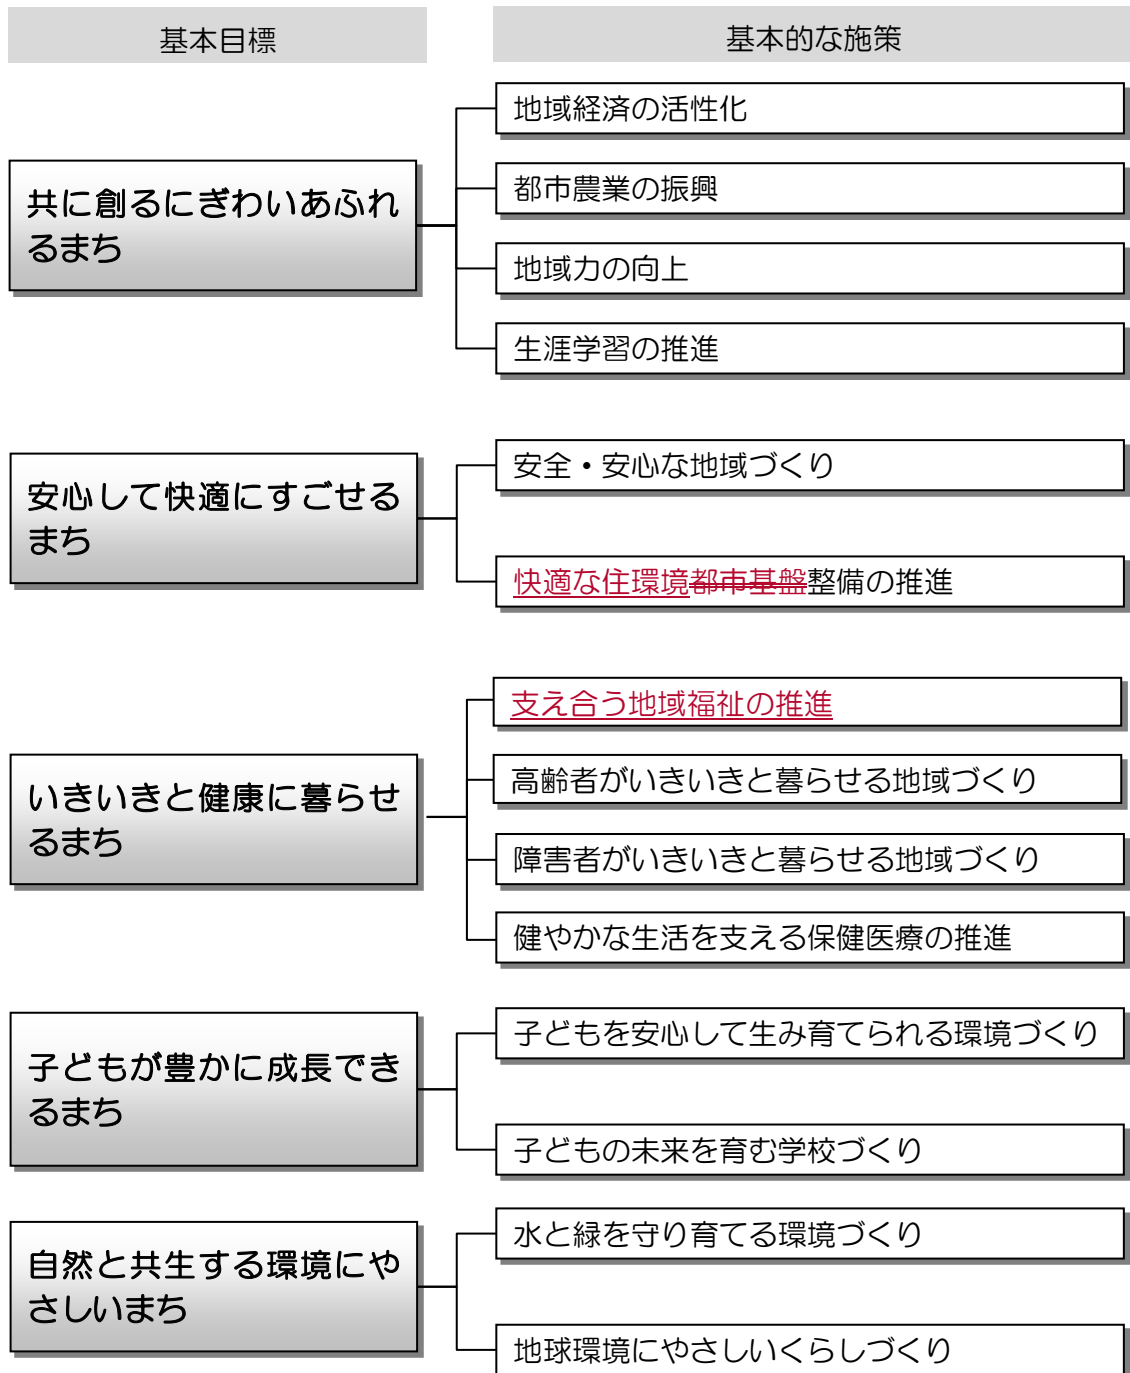 基本目標
基本的な施策
共に創るにぎわいあふれ
るまち
地域経済の活性化
都市農業の振興
地域力の向上
生涯学習の推進
安心して快適にすごせる
まち
安全・安心な地域づくり
快適な住環境都市基盤整備の推進
いきいきと健康に暮らせ
るまち
支え合う地域福祉の推進
高齢者がいきいきと暮らせる地域づくり
障害者がいきいきと暮らせる地域づくり
健やかな生活を支える保健医療の推進
子どもが豊かに成長でき
るまち
子どもを安心して生み育てられる環境づくり
子どもの未来を育む学校づくり
自然と共生する環境にや
さしいまち
水と緑を守り育てる環境づくり
地球環境にやさしいくらしづくり